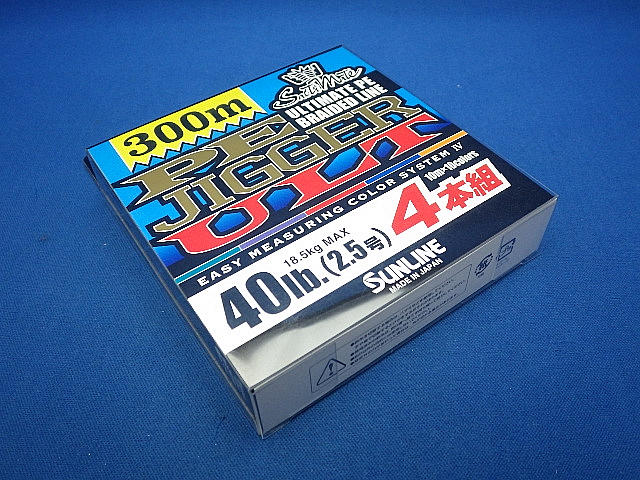 300m
SaltiMate
ULTIMATE PE
BRAIDED LINE
PE
JIGGER
ULT
EASY MEASURING COLOR SYSTEM IV
10m×10colors
18.5kg MAX
40lb.(2.5号)
4本組
SUNLINE
MADE IN JAPAN